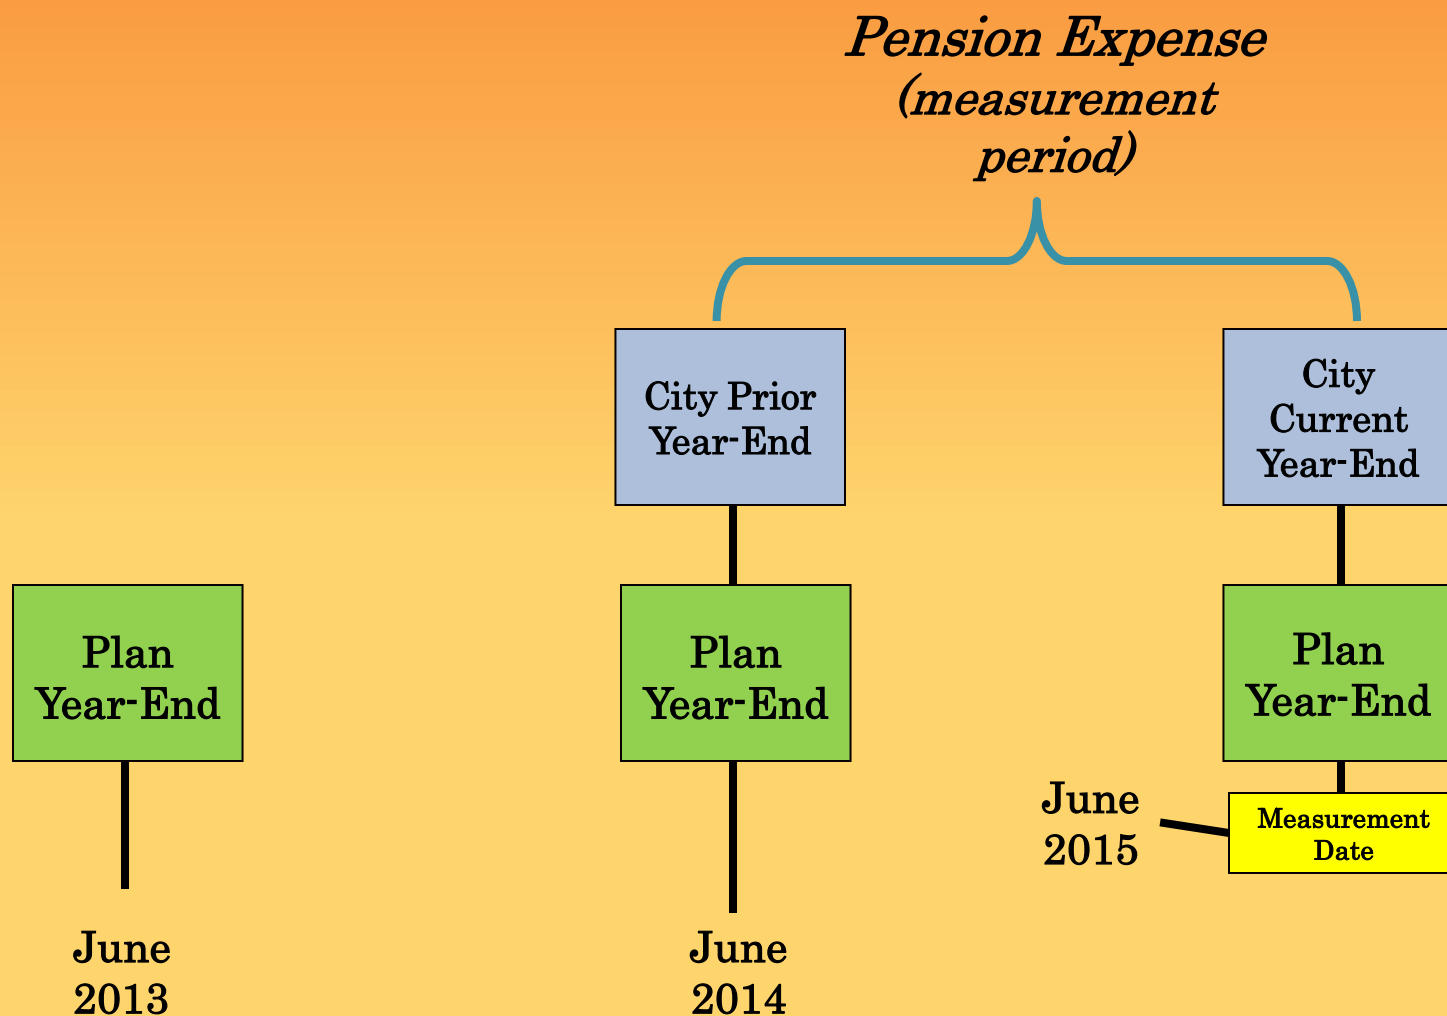 Pension Expense
(measurement
period)
City Prior
Year-End
City
Current
Year-End
Plan
Year-End
Plan
Year-End
Plan
Year-End
June
2015
Measurement
Date
June
2013
June
2014